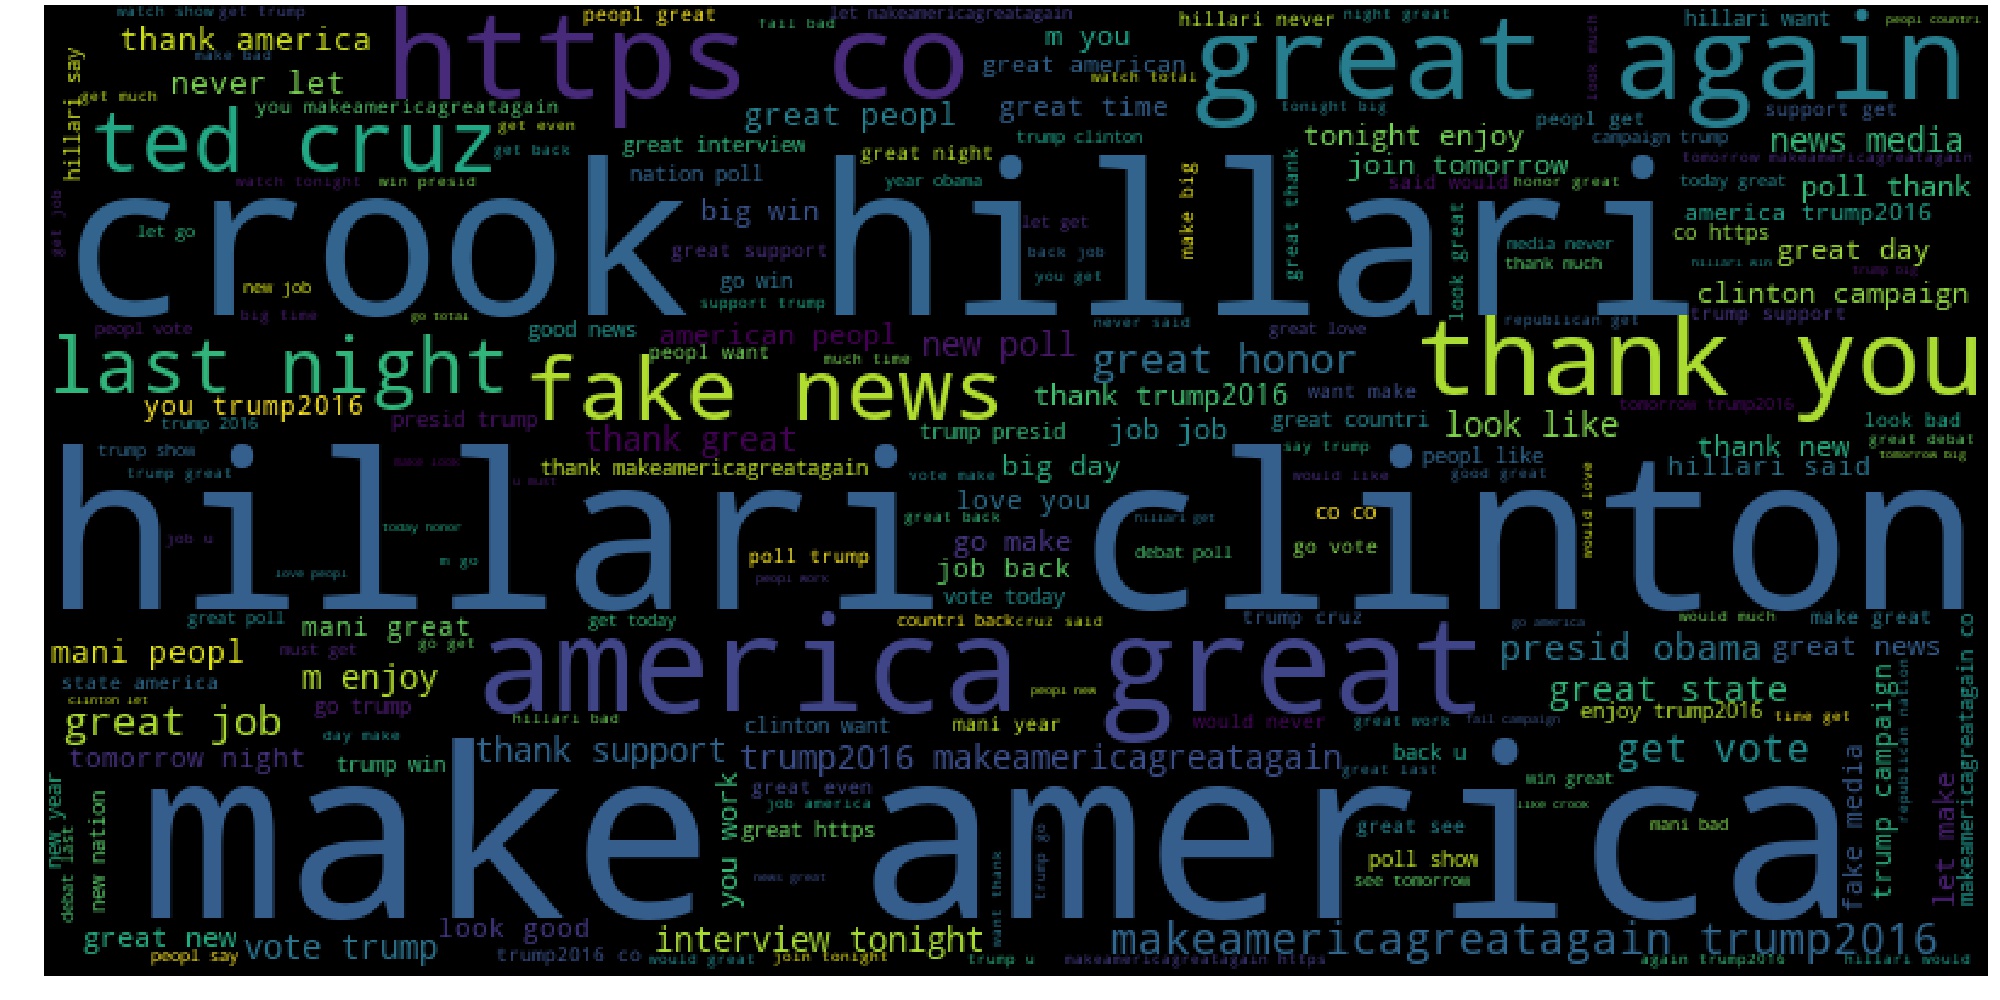 watch show get trump
peopl great
fail bad
let makeamericagreatagain
hillari never
night great
hillari want
peopl countri
thank america
https co
m you
great again
make bad
great american
watch total
look much
hillari say
never let
get much
you makeamericagreatagain
great peopl
great time
tonight big
support get
ted cruz
get even
peopl get
get back
great interview
great night
trump clinton
tonight enjoy
campaign trump
news media
join tomorrow
tomorrow makeamericagreatagain
watch tonight
win presid
nation poll
year obama
make big
great thank
said would
honor great
today great
poll thank
get job
crook hillari
let go
big win
let get
look great
america trump2016
co https
great support
back job
media never
great day
thank much
hillari win
trump big
new job
go win
you get
support trump
clinton campaign
big time
go total
peopl vote
good news
american peopl
never said
great love
republican get
trump support
last night
fake news
peopl want
much time
new poll
great honor
thank you
you trump2016
thank trump2016
want make
tomorrow trump2016
trump 2016
presid trump
thank great
trump presid
job job
great countri
look like
look bad
trump show
make look
thank makeamericagreatagain
vote make
big day
say trump
peopl like
thank new
great debat
tomorrow big
hillari said
trump great
u must
would like
good great
hillari clinton
today honor
love you
great back
hillari get
co co
job u
m go
poll trump
go make
debat poll
go vote
love peopl
peopl work
job back
vote today
great poll
mani great
get today
countri back
cruz said
trump cruz
go america
would much
make great
mani peopl
must get
go get
america great
presid obama
great news
state america
m enjoy
peopl new
great state
clinton let
go trump
great job
hillari bad
clinton want
mani year
would never
great work
fail campaign
enjoy trump2016
time get
trump campaign
republican nation
makeamericagreatagain co
day make
tomorrow night
trump win
thank support
trump2016 makeamericagreatagain
great last
back u
get vote
new year
debat last
new nation
make america
you work
great even
job america
great https
news great
want thank
trump go
win great
like crook
great see
mani bad
poll show
see tomorrow
fake media
let make
great new
vote trump
look good
interview tonight
makeamericagreatagain trump2016
peopl say
trump2016 co
would great
join tonight
trump u
makeamericagreatagain https
again trump2016
hillari would